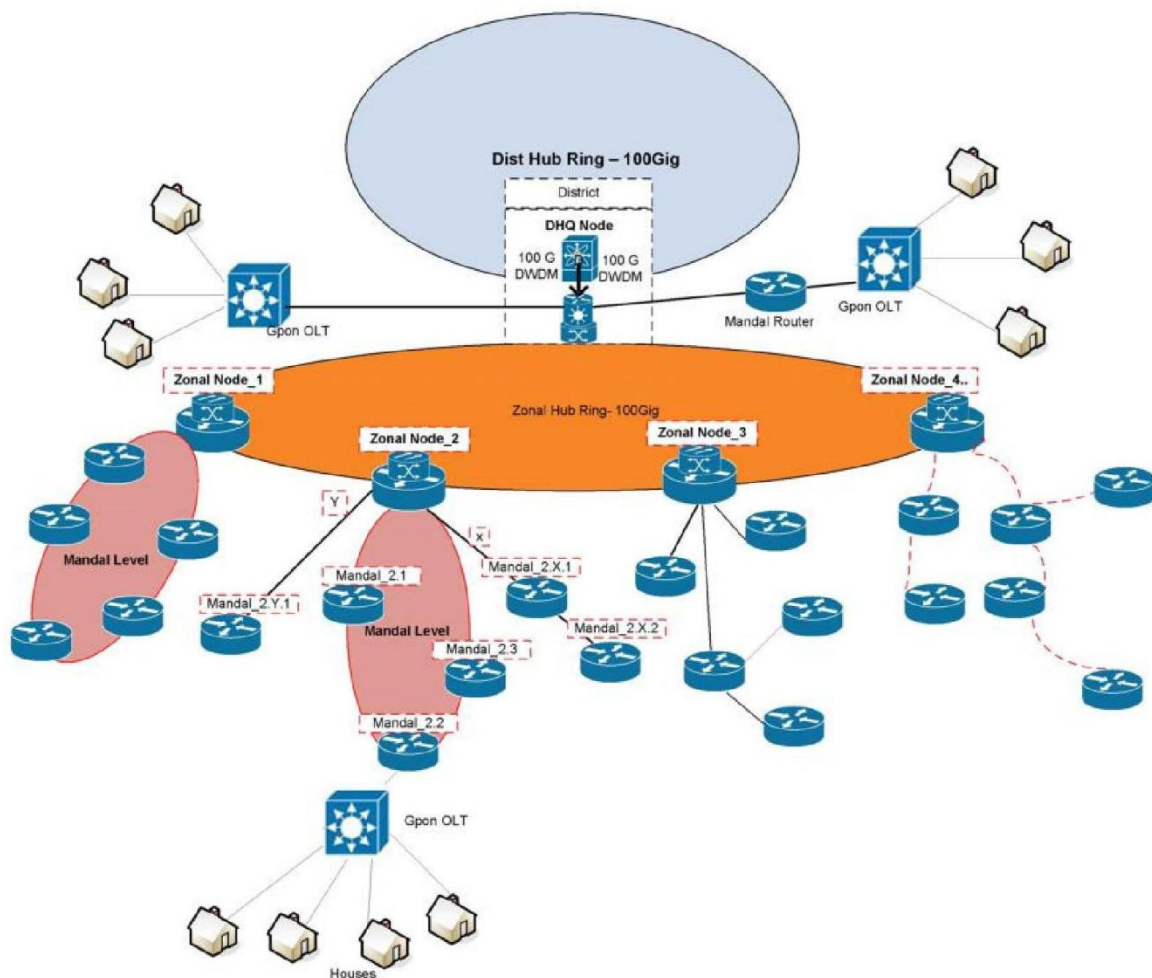 Dist Hub Ring – 100Gig
District
DHQ Node
100 G
DWDM
100 G
DWDM
Gpon OLT
Mandal Router
Gpon OLT
Zonal Node_1
Zonal Node_4..
Zonal Hub Ring- 100Gig
Zonal Node_2
Zonal Node_3
Y
x
Mandal Level
Mandal_2.1
Mandal_2.X.1
Mandal_2.Y.1
Mandal Level
Mandal_2.X.2
Mandal_2.3
Mandal_2.2
Gpon OLT
Houses